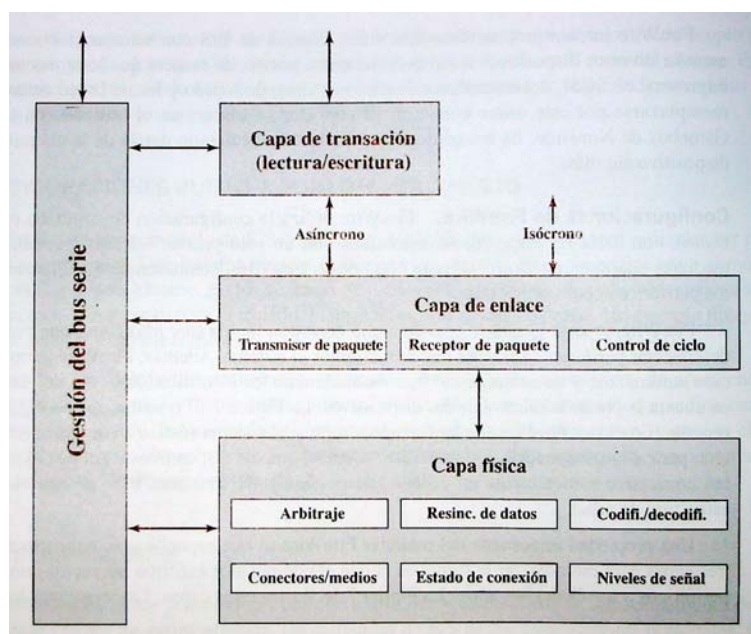 Capa de transación
(lectura/escritura)
Gestión del bus serie
Asíncrono
Isócrono
Capa de enlace
Transmisor de paquete
Receptor de paquete
Control de ciclo
Capa física
Arbitraje
Resinc. de datos
Codifi./decodifi.
Conectores/medios
Estado de conexión
Niveles de señal